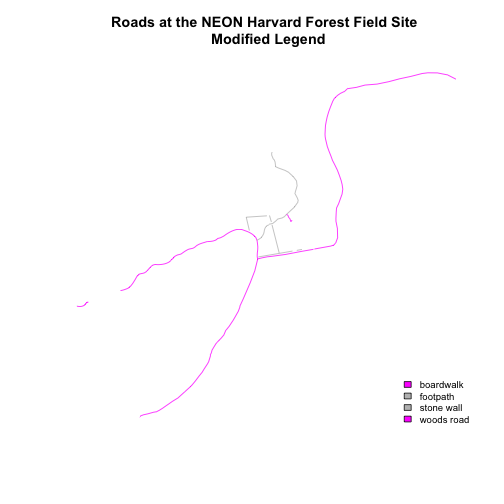 Roads at the NEON Harvard Forest Field Site
Modified Legend
boardwalk
footpath
stone wall
woods road